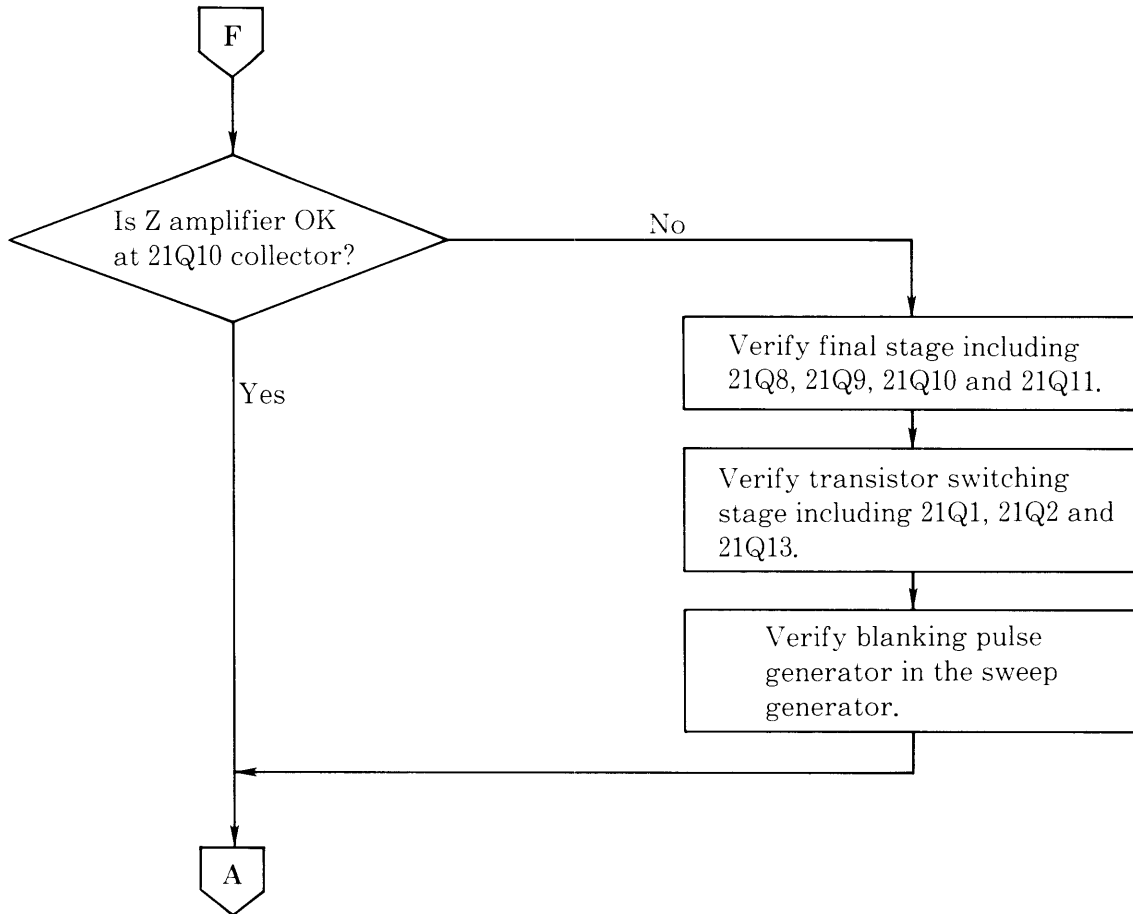 F
Is Z amplifier OK
at 21Q10 collector?
No
Yes
Verify final stage including
21Q8, 21Q9, 21Q10 and 21Q11.
Verify transistor switching
stage including 21Q1, 21Q2 and
21Q13.
Verify blanking pulse
generator in the sweep
generator.
A